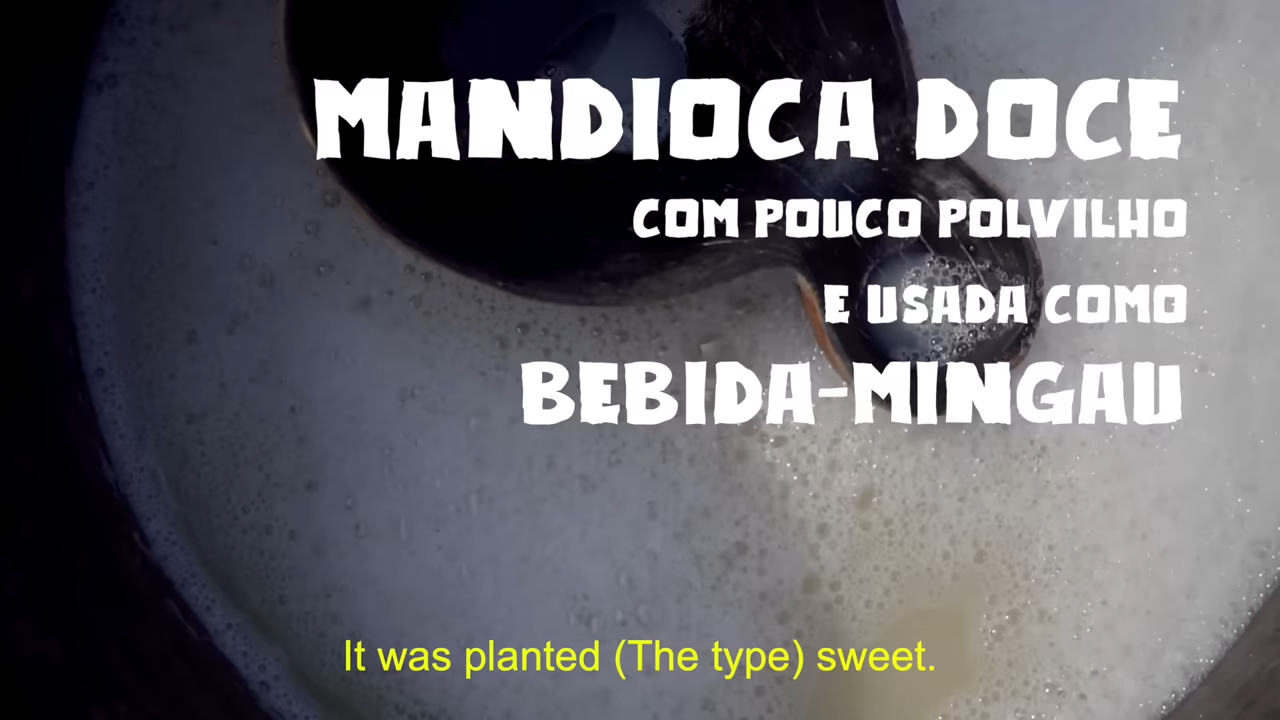 MANDIOCA DOCE
COM POUCO POLVILHO
E USADA COMO
BEBIDA-MINGAU
It was planted (The type) sweet.